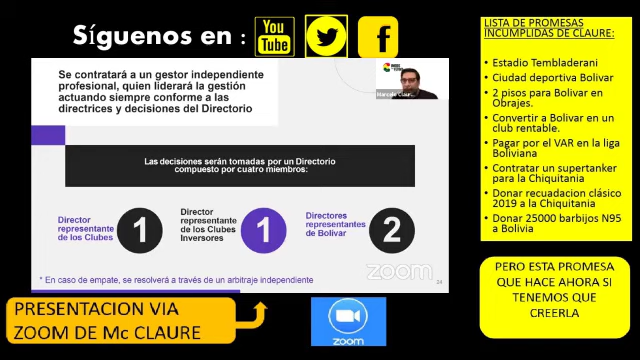 Síguenos en :
You
Tube
Se contratará a un gestor independiente
profesional, quien liderará la gestión
actuando siempre conforme a las
directrices y decisiones del Directorio
Marcelo Claur...
Las decisiones serán tomadas por un Directorio
compuesto por cuatro miembros:
Director
representante
de los Clubes
1
Director
representante
de los Clubes
Inversores
1
Directores
representantes
de Bolívar
2
* En caso de empate, se resolverá a través de un arbitraje independiente
zoom
24
PRESENTACION VIA
ZOOM DE Mc CLAURE
zoom
LISTA DE PROMESAS
INCUMPLIDAS DE CLAURE:
• Estadio Tembladerani
• Ciudad deportiva Bolivar
• 2 pisos para Bolivar en
Obrajes.
• Convertir a Bolivar en un
club rentable.
• Pagar por el VAR en la liga
Boliviana
• Contratar un supertanker
para la Chiquitania
• Donar recuadacion clásico
2019 a la Chiquitania
• Donar 25000 barbijos N95
a Bolivia
PERO ESTA PROMESA
QUE HACE AHORA SI
TENEMOS QUE
CREERLA